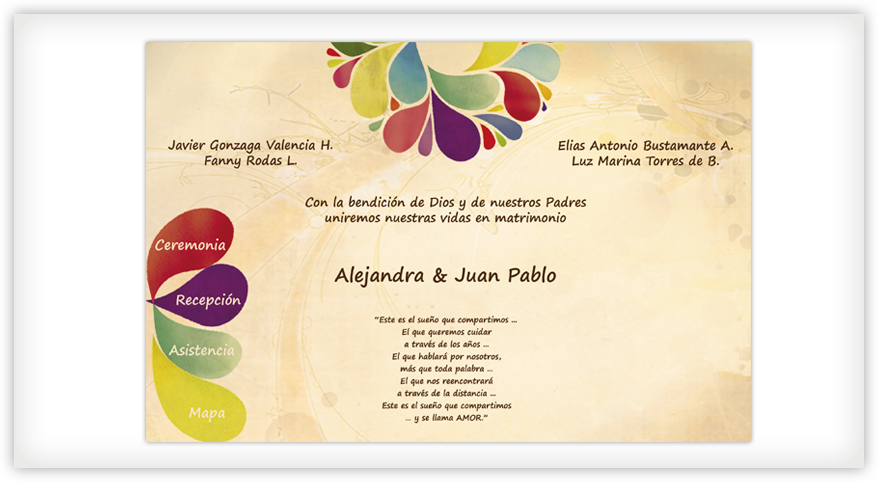 Javier Gonzaga Valencia H.
Fanny Rodas L.
Elias Antonio Bustamante A.
Luz Marina Torres de B.
Con la bendición de Dios y de nuestros Padres
uniremos nuestras vidas en matrimonio
Alejandra & Juan Pablo
Ceremonia
Recepción
Asistencia
Mapa
"Este es el sueño que compartimos ...
El que queremos cuidar
a través de los años ...
El que hablará por nosotros,
más que toda palabra ...
El que nos reencontrará
a través de la distancia ...
Este es el sueño que compartimos
... y se llama AMOR."